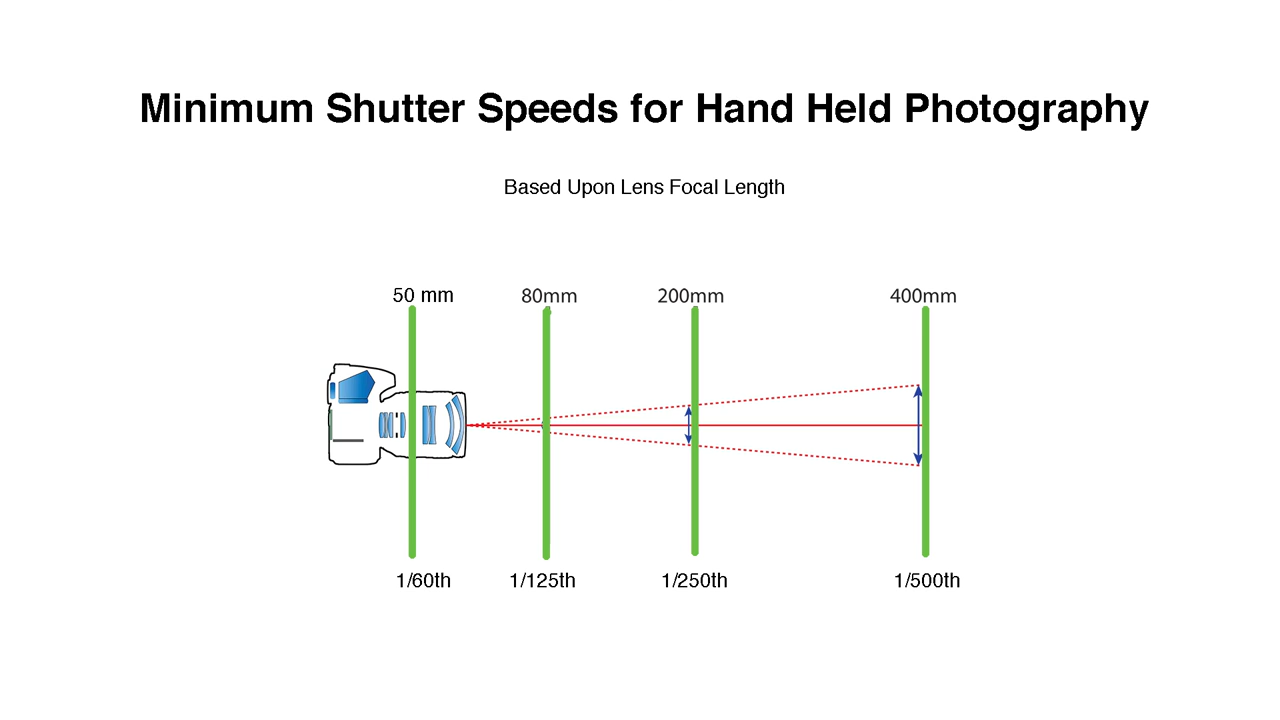 Minimum Shutter Speeds for Hand Held Photography
Based Upon Lens Focal Length
50 mm 80mm 200mm 400mm
1/60th 1/125th 1/250th 1/500th